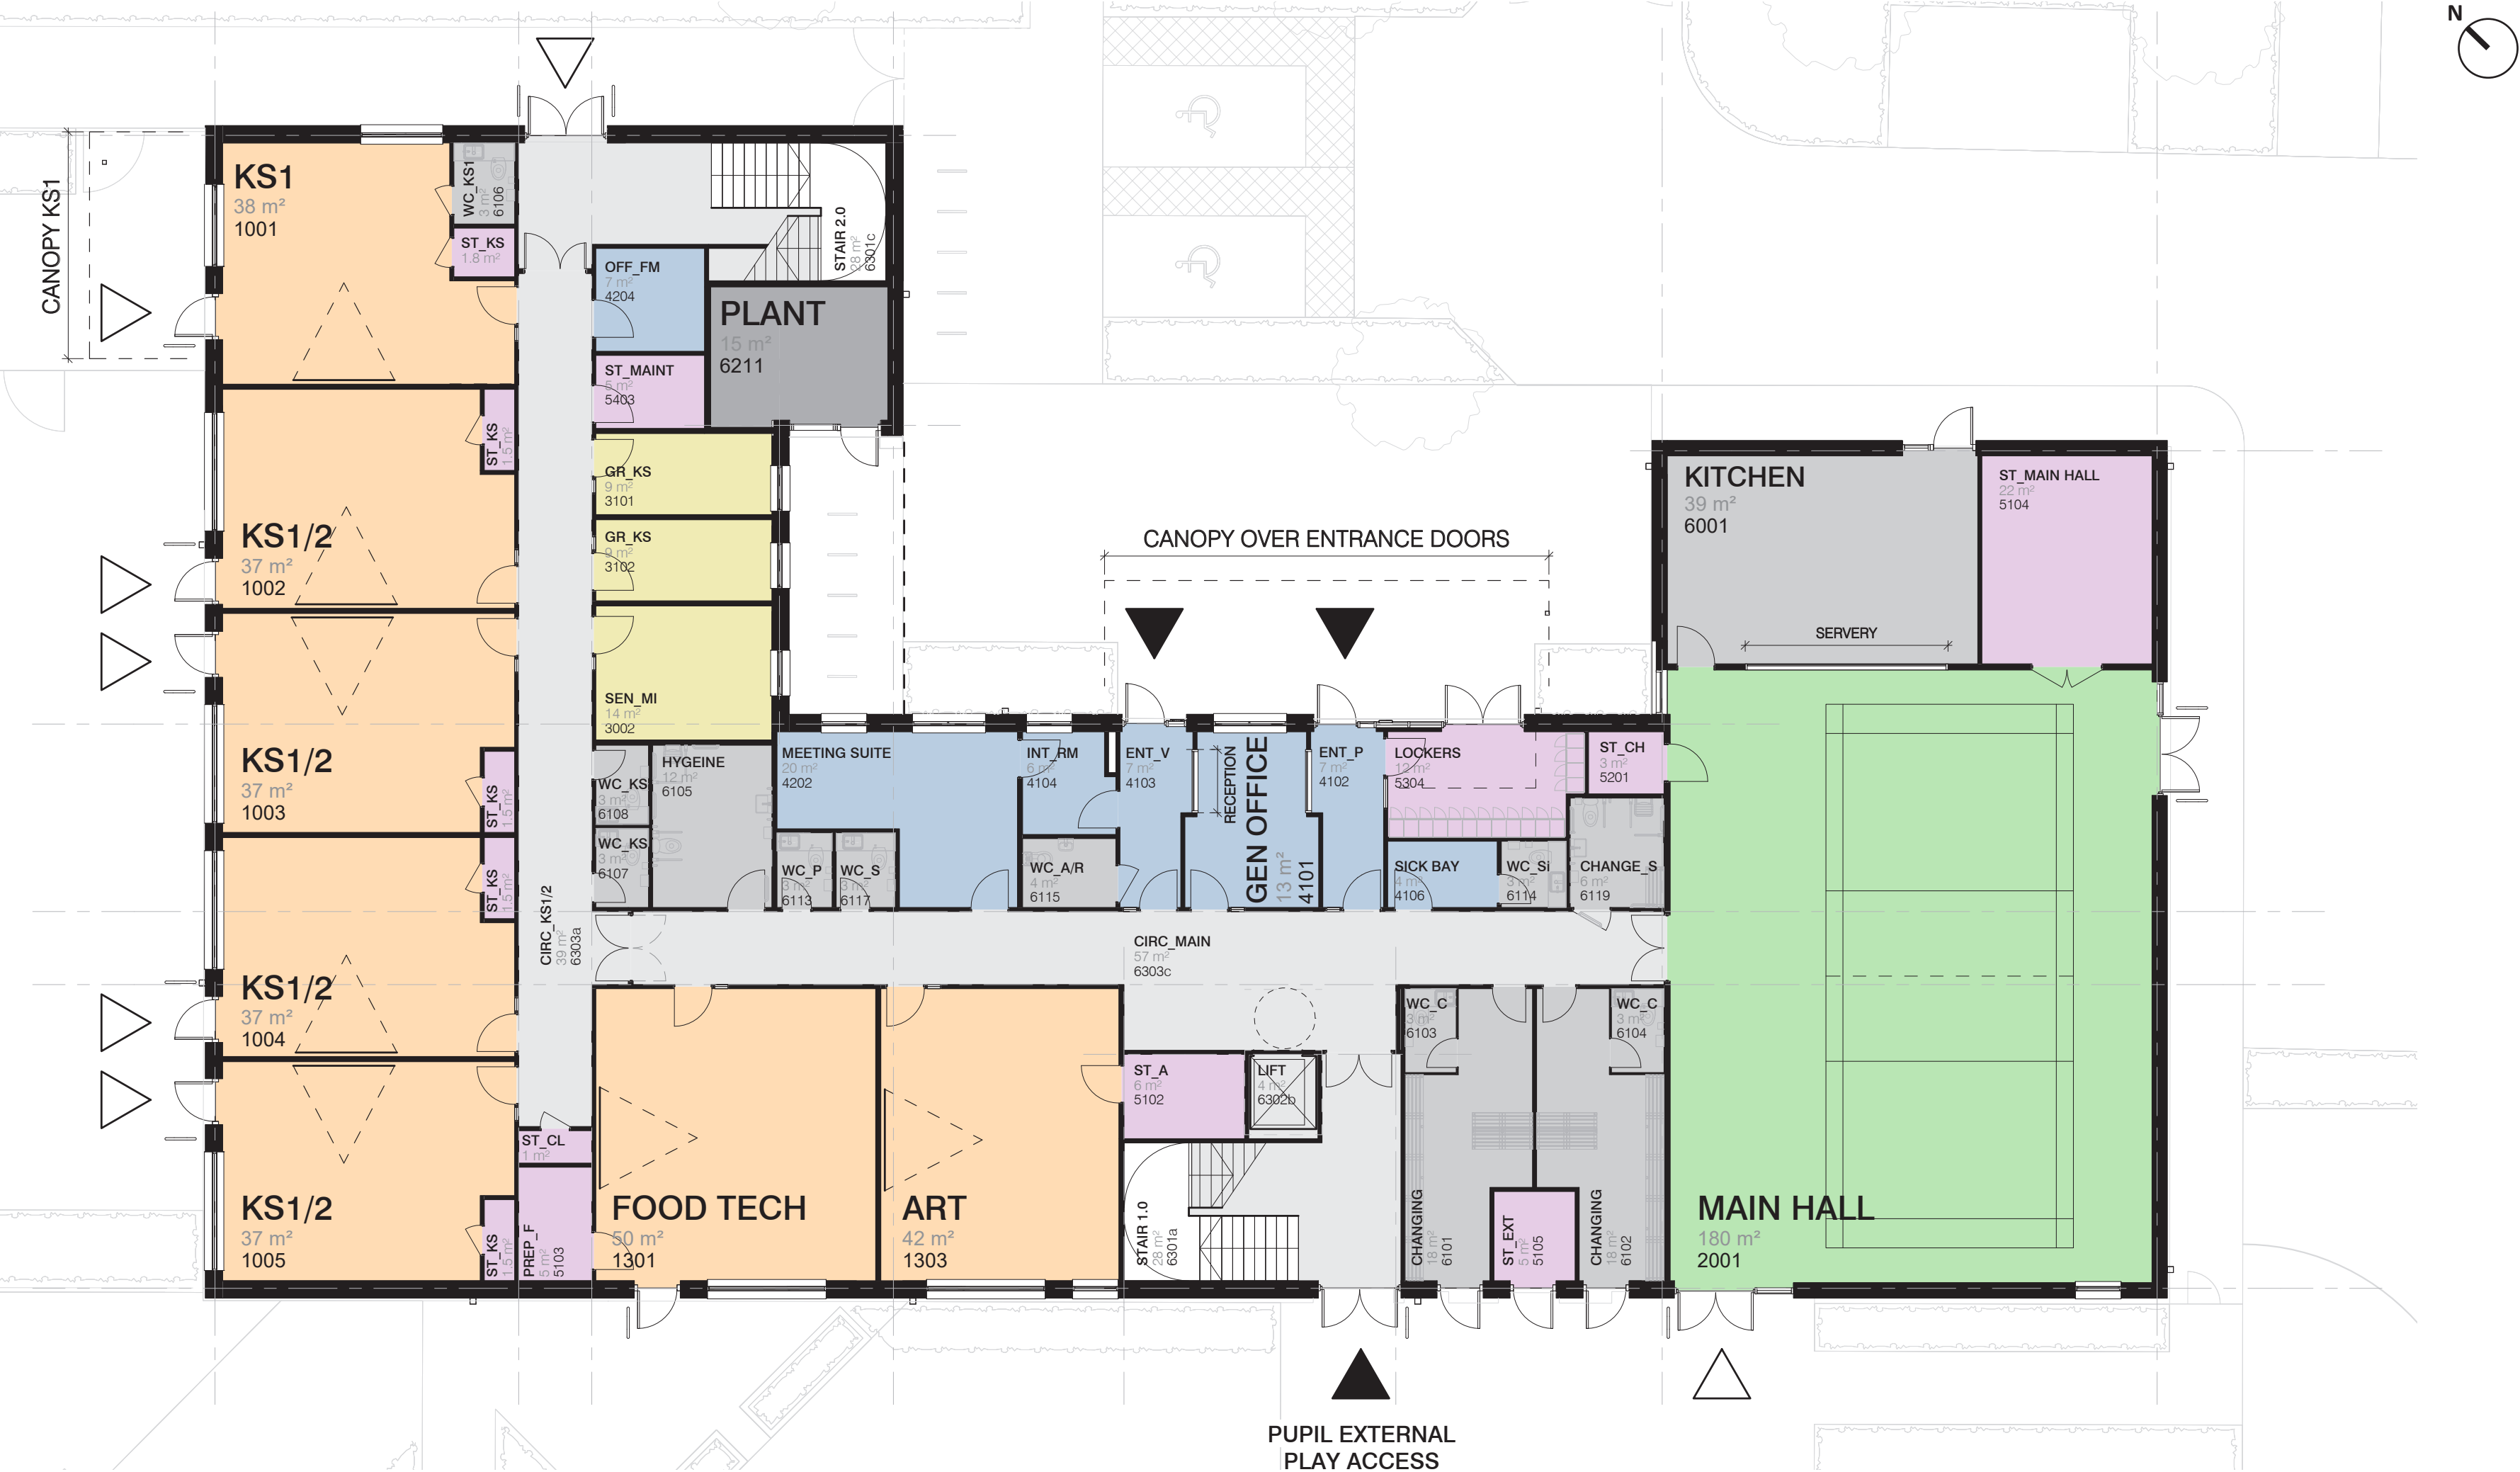 N
CANOPY KS1
KS1
38 m²
1001
WC_KS1
3 m²
6106
ST_KS
1.8 m²
STAIR 2.0
28 m²
6301c
OFF_FM
7 m²
4204
PLANT
15 m²
6211
ST_MAINT
5 m²
5403
KS1/2
37 m²
1002
ST_KS
1.5 m²
GR_KS
9 m²
3101
GR_KS
9 m²
3102
SEN_MI
14 m²
3002
CANOPY OVER ENTRANCE DOORS
KITCHEN
39 m²
6001
SERVERY
ST_MAIN HALL
22 m²
5104
KS1/2
37 m²
1003
ST_KS
1.5 m²
WC_KS
3 m²
6108
WC_KS
3 m²
6107
HYGEINE
12 m²
6105
MEETING SUITE
20 m²
4202
WC_P
3 m²
6113
WC_S
3 m²
6117
INT_RM
6 m²
4104
WC_A/R
4 m²
6115
ENT_V
7 m²
4103
RECEPTION
GEN OFFICE
13 m²
4101
ENT_P
7 m²
4102
LOCKERS
12 m²
5304
ST_CH
3 m²
5201
SICK BAY
4 m²
4106
WC_Si
3 m²
6114
CHANGE_S
6 m²
6119
KS1/2
37 m²
1004
ST_KS
1.5 m²
CIRC_KS1/2
39 m²
6303a
CIRC_MAIN
57 m²
6303c
KS1/2
37 m²
1005
ST_KS
1.5 m²
ST_CL
1 m²
PREP_F
5 m²
5103
FOOD TECH
50 m²
1301
ART
42 m²
1303
ST_A
6 m²
5102
LIFT
4 m²
6302b
STAIR 1.0
28 m²
6301a
WC_C
3 m²
6103
WC_C
3 m²
6104
CHANGING
18 m²
6101
ST_EXT
5 m²
5105
CHANGING
18 m²
6102
MAIN HALL
180 m²
2001
PUPIL EXTERNAL
PLAY ACCESS